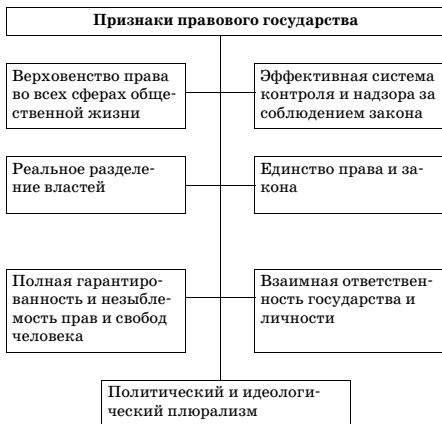 Признаки правового государства
Верховенство права
во всех сферах обще-
ственной жизни
Эффективная система
контроля и надзора за
соблюдением закона
Реальное разделе-
ние властей
Единство права и за-
кона
Полная гарантиро-
ванность и незыбле-
мость прав и свобод
человека
Взаимная ответствен-
ность государства и
личности
Политический и идеологи-
ческий плюрализм